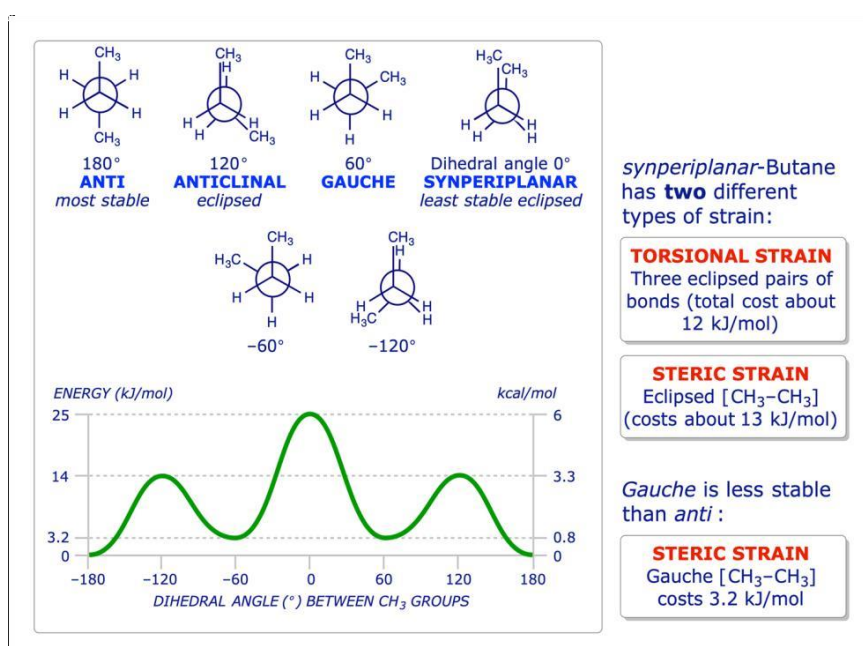 CH₃
H
H
H
H
CH₃
180°
ANTI
most stable
CH₃
H
H
H
CH₃
120°
ANTICLINAL
eclipsed
CH₃
H
CH₃
H
H
H
60°
GAUCHE
H₃C
CH₃
H
H
H
Dihedral angle 0°
SYNPERIPLANAR
least stable eclipsed
CH₃
H₃C
H
H
H
H
–60°
CH₃
H
H
H₃C
H
H
–120°
synperiplanar-Butane
has two different
types of strain:
TORSIONAL STRAIN
Three eclipsed pairs of
bonds (total cost about
12 kJ/mol)
STERIC STRAIN
Eclipsed [CH₃–CH₃]
(costs about 13 kJ/mol)
Gauche is less stable
than anti :
STERIC STRAIN
Gauche [CH₃–CH₃]
costs 3.2 kJ/mol
ENERGY (kJ/mol)
kcal/mol
25
6
14
3.3
3.2
0.8
0
0
–180
–120
–60
0
60
120
180
DIHEDRAL ANGLE (°) BETWEEN CH₃ GROUPS